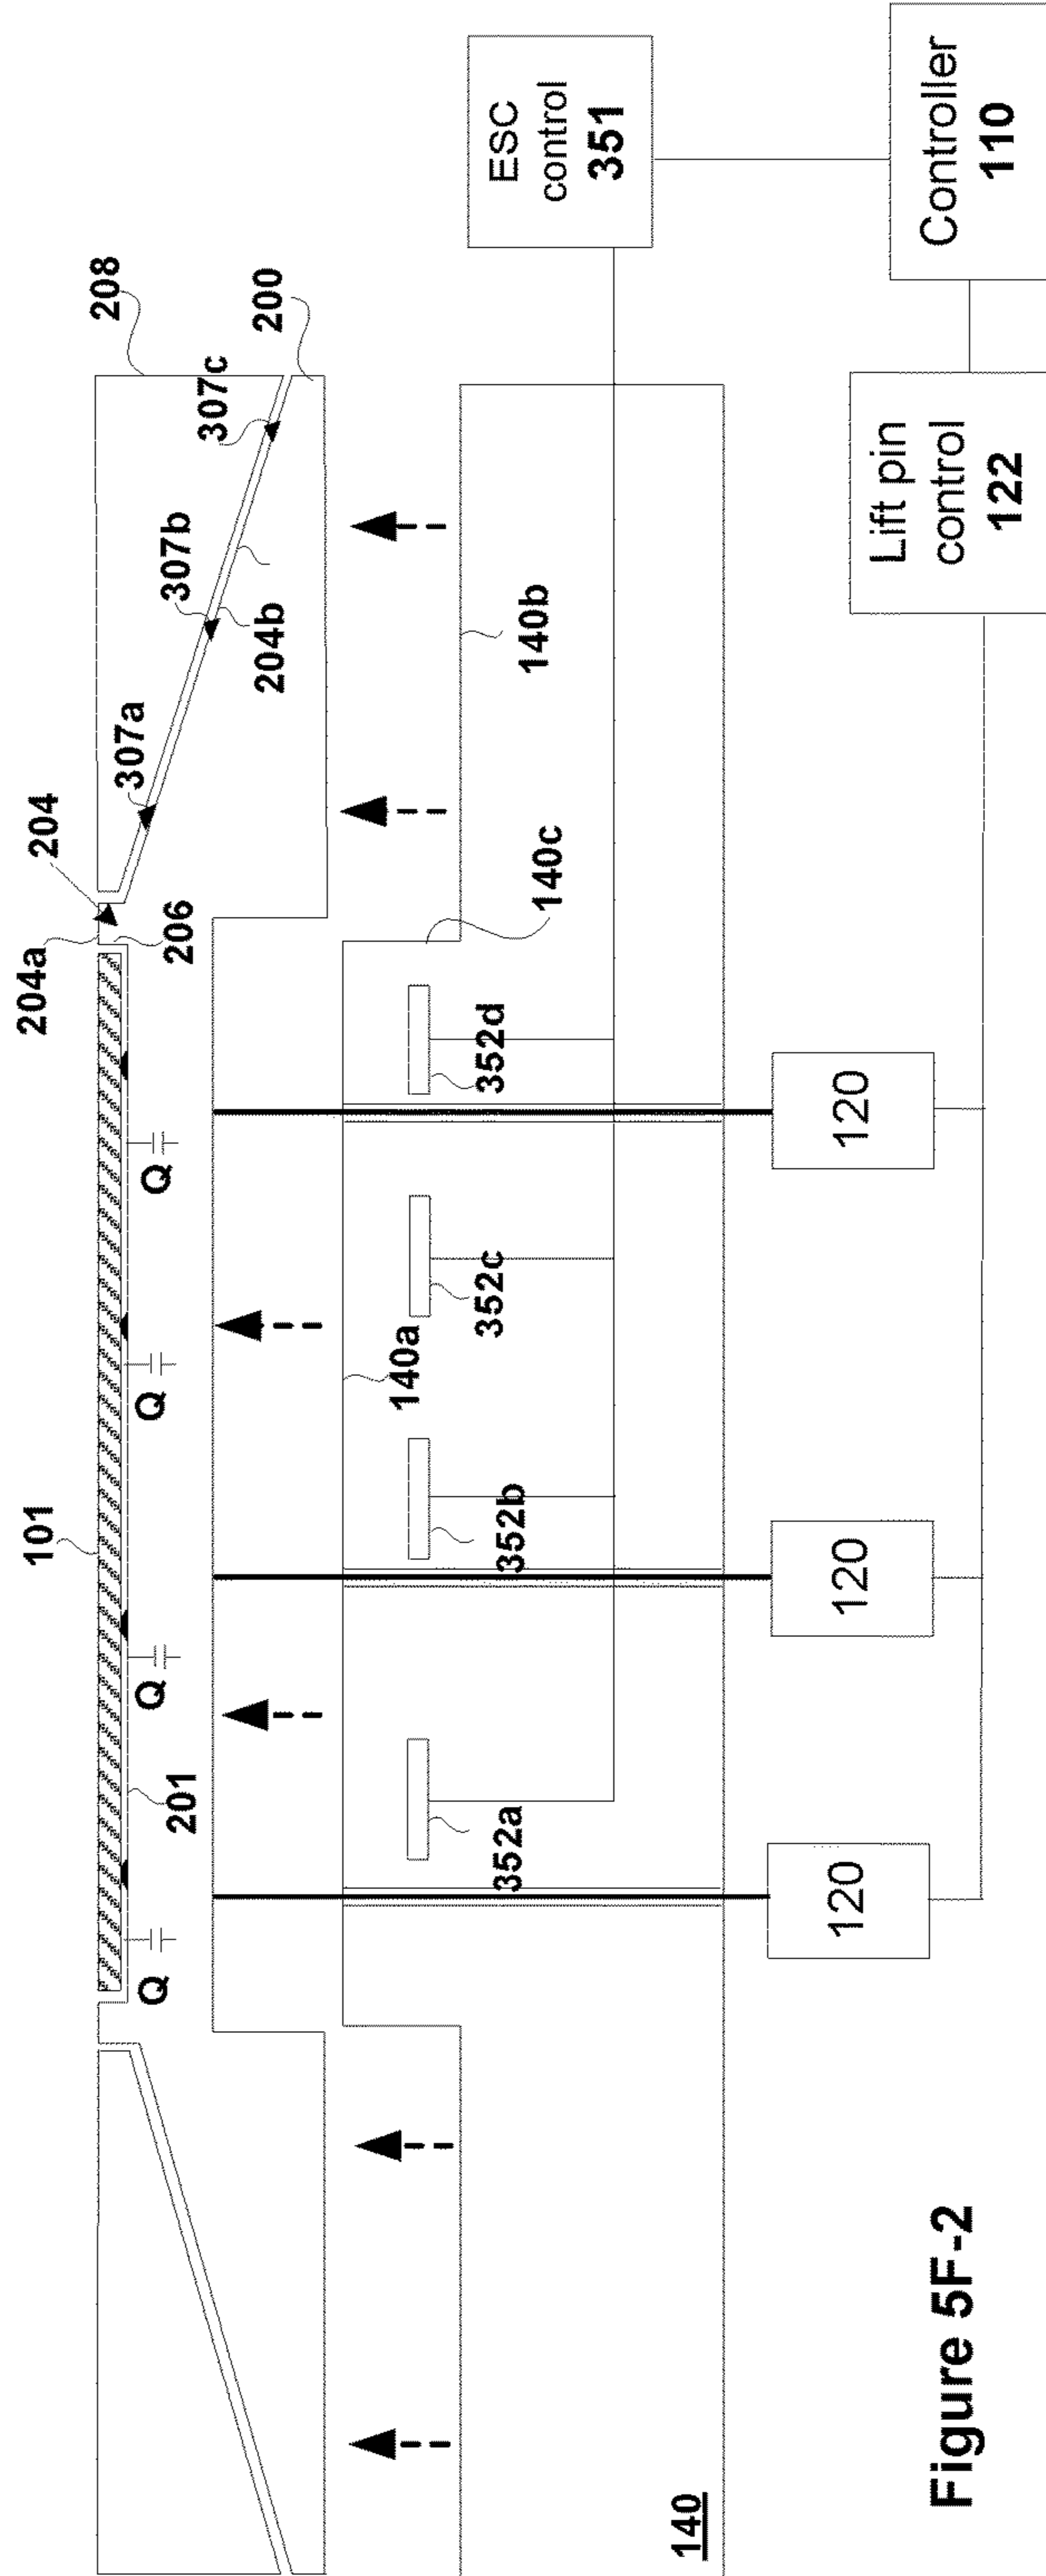 208
200
307c
307b
204b
307a
204
206
204a
101
201
Q
Q
Q
Q
140b
140c
140a
352d
352c
352b
352a
ESC
control
351
Controller
110
Lift pin
control
122
120
120
120
140
Figure 5F-2